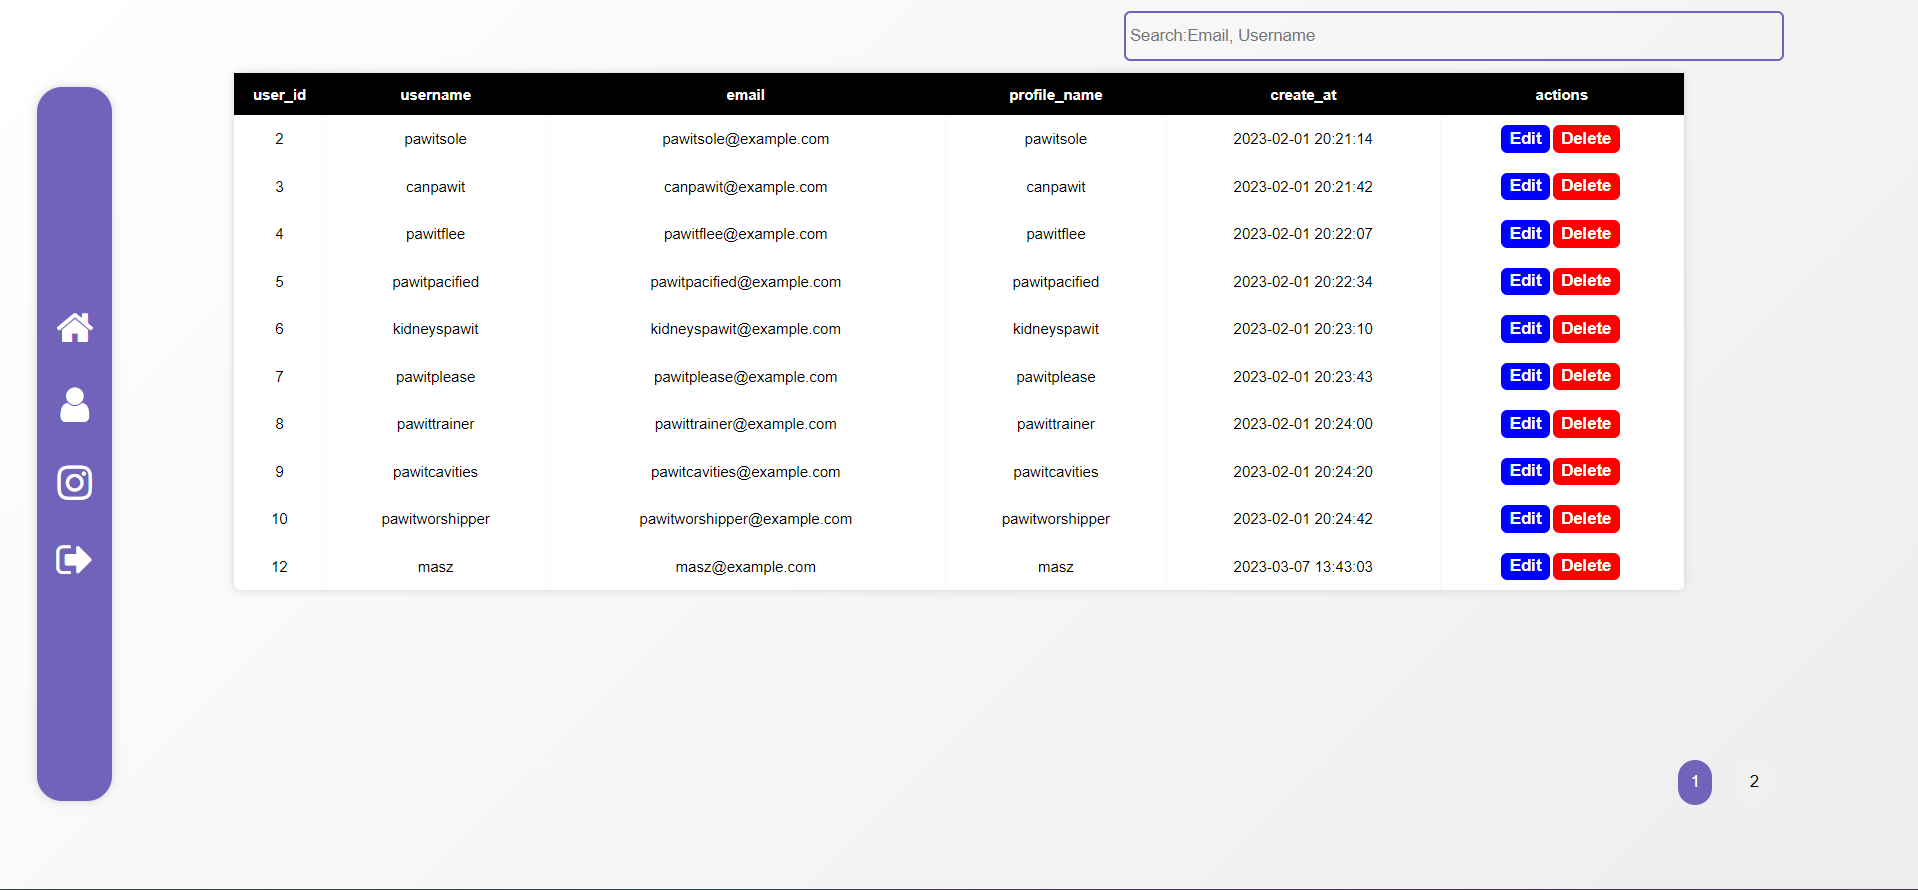 Search:Email, Username
user_id username email profile_name create_at actions
2 pawitsole pawitsole@example.com pawitsole 2023-02-01 20:21:14 Edit Delete
3 canpawit canpawit@example.com canpawit 2023-02-01 20:21:42 Edit Delete
4 pawitflee pawitflee@example.com pawitflee 2023-02-01 20:22:07 Edit Delete
5 pawitpacified pawitpacified@example.com pawitpacified 2023-02-01 20:22:34 Edit Delete
6 kidneyspawit kidneyspawit@example.com kidneyspawit 2023-02-01 20:23:10 Edit Delete
7 pawitplease pawitplease@example.com pawitplease 2023-02-01 20:23:43 Edit Delete
8 pawittrainer pawittrainer@example.com pawittrainer 2023-02-01 20:24:00 Edit Delete
9 pawitcavities pawitcavities@example.com pawitcavities 2023-02-01 20:24:20 Edit Delete
10 pawitworshipper pawitworshipper@example.com pawitworshipper 2023-02-01 20:24:42 Edit Delete
12 masz masz@example.com masz 2023-03-07 13:43:03 Edit Delete
1 2